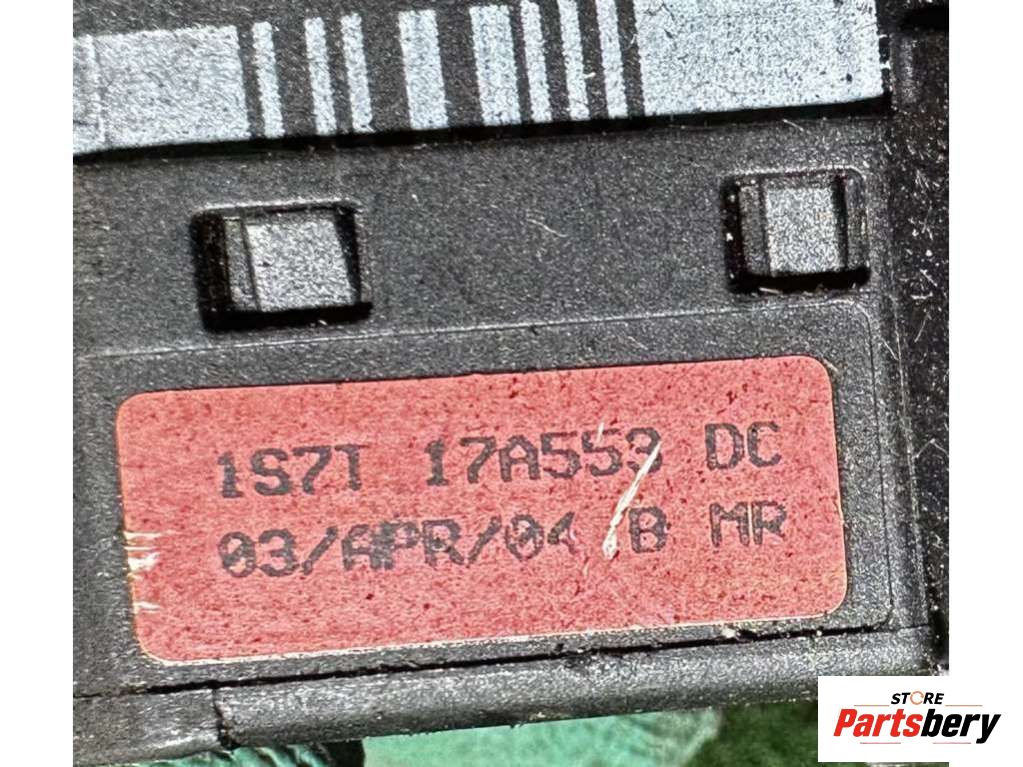 1S7T 17A553 DC
03/APR/04 B MR
STORE
Partsbery